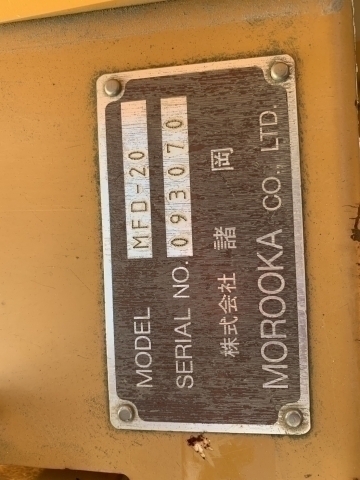 MODEL MFD-20
SERIAL NO. 093070
株式会社 諸岡
MOROOKA CO., LTD.